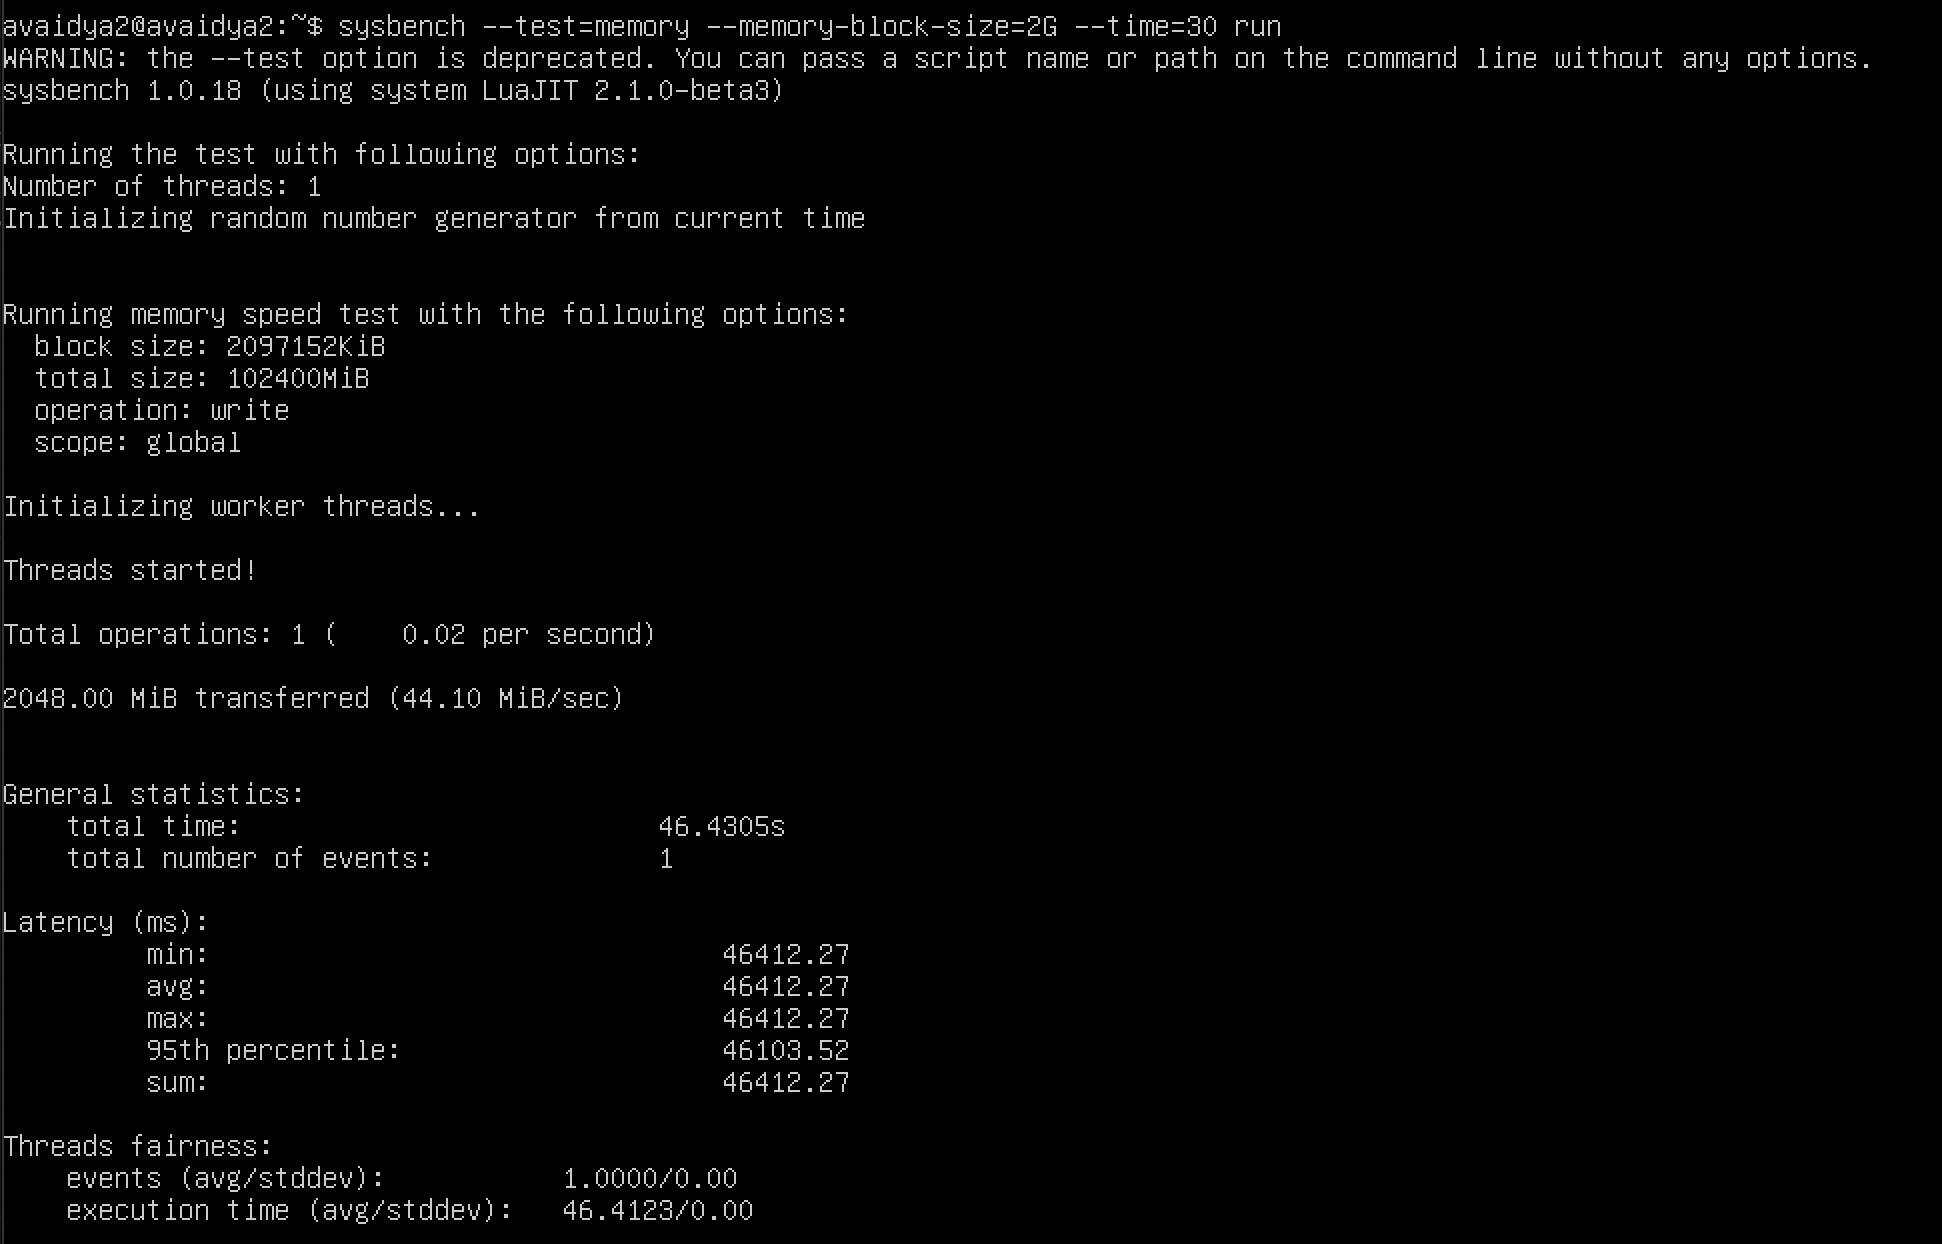 avaidya2@avaidya2:~$ sysbench --test=memory --memory-block-size=2G --time=30 run
WARNING: the --test option is deprecated. You can pass a script name or path on the command line without any options.
sysbench 1.0.18 (using system LuaJIT 2.1.0-beta3)
Running the test with following options:
Number of threads: 1
Initializing random number generator from current time
Running memory speed test with the following options:
block size: 2097152KiB
total size: 102400MiB
operation: write
scope: global
Initializing worker threads...
Threads started!
Total operations: 1 (    0.02 per second)
2048.00 MiB transferred (44.10 MiB/sec)
General statistics:
total time:                          46.4305s
total number of events:              1
Latency (ms):
min:                                46412.27
avg:                                46412.27
max:                                46412.27
95th percentile:                    46103.52
sum:                                46412.27
Threads fairness:
events (avg/stddev):           1.0000/0.00
execution time (avg/stddev):   46.4123/0.00